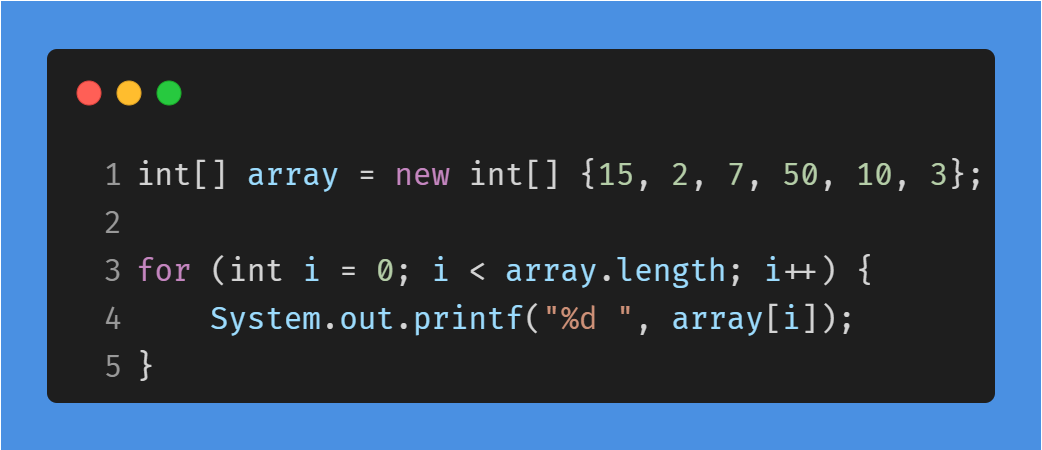 1 int[] array = new int[] {15, 2, 7, 50, 10, 3};
2
3 for (int i = 0; i < array.length; i++) {
4     System.out.printf("%d ", array[i]);
5 }